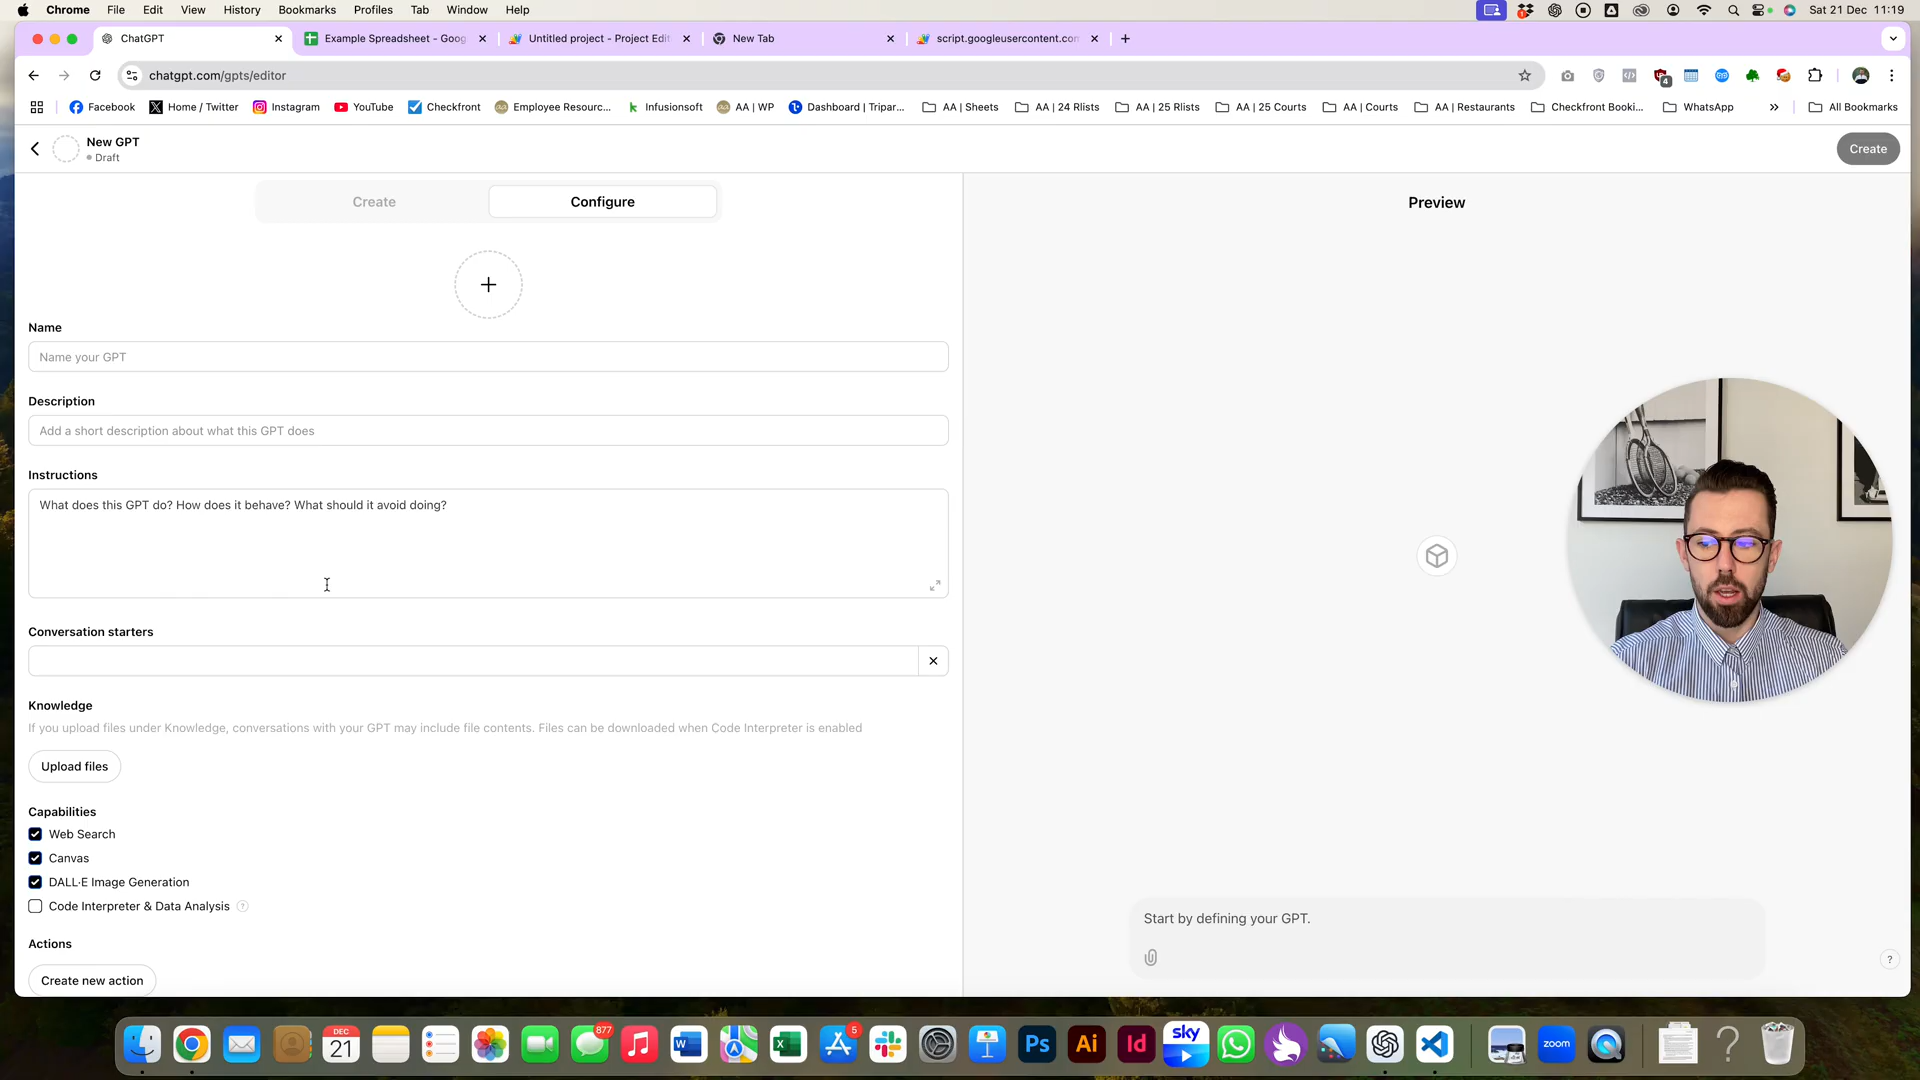 Chrome File Edit View History Bookmarks Profiles Tab Window Help
Sat 21 Dec 11:19
ChatGPT
Example Spreadsheet - Goog
Untitled project - Project Edit
New Tab
script.googleusercontent.com
chatgpt.com/gpts/editor
4
Facebook
Home / Twitter
Instagram
YouTube
Checkfront
Employee Resourc...
Infusionsoft
AA | WP
Dashboard | Tripar...
AA | Sheets
AA | 24 Rlists
AA | 25 Rlists
AA | 25 Courts
AA | Courts
AA | Restaurants
Checkfront Booki...
WhatsApp
»
All Bookmarks
New GPT
Draft
Create
Create
Configure
Preview
Name
Name your GPT
Description
Add a short description about what this GPT does
Instructions
What does this GPT do? How does it behave? What should it avoid doing?
Conversation starters
Knowledge
If you upload files under Knowledge, conversations with your GPT may include file contents. Files can be downloaded when Code Interpreter is enabled
Upload files
Capabilities
Web Search
Canvas
DALL·E Image Generation
Code Interpreter & Data Analysis ?
Actions
Create new action
Start by defining your GPT.
?
DEC
21
877
5
Ps
Ai
Id
sky
zoom